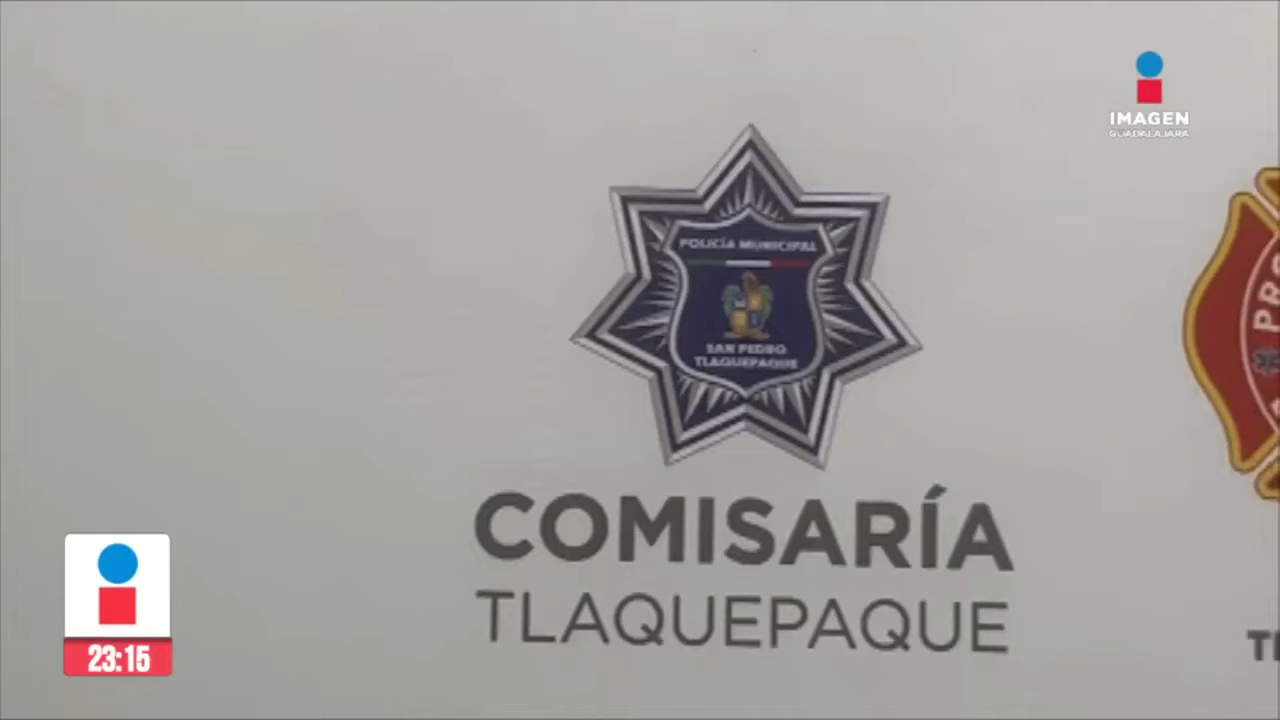 IMAGEN
GUADALAJARA
POLICÍA MUNICIPAL
SAN PEDRO
TLAQUEPAQUE
COMISARÍA
TLAQUEPAQUE
23:15